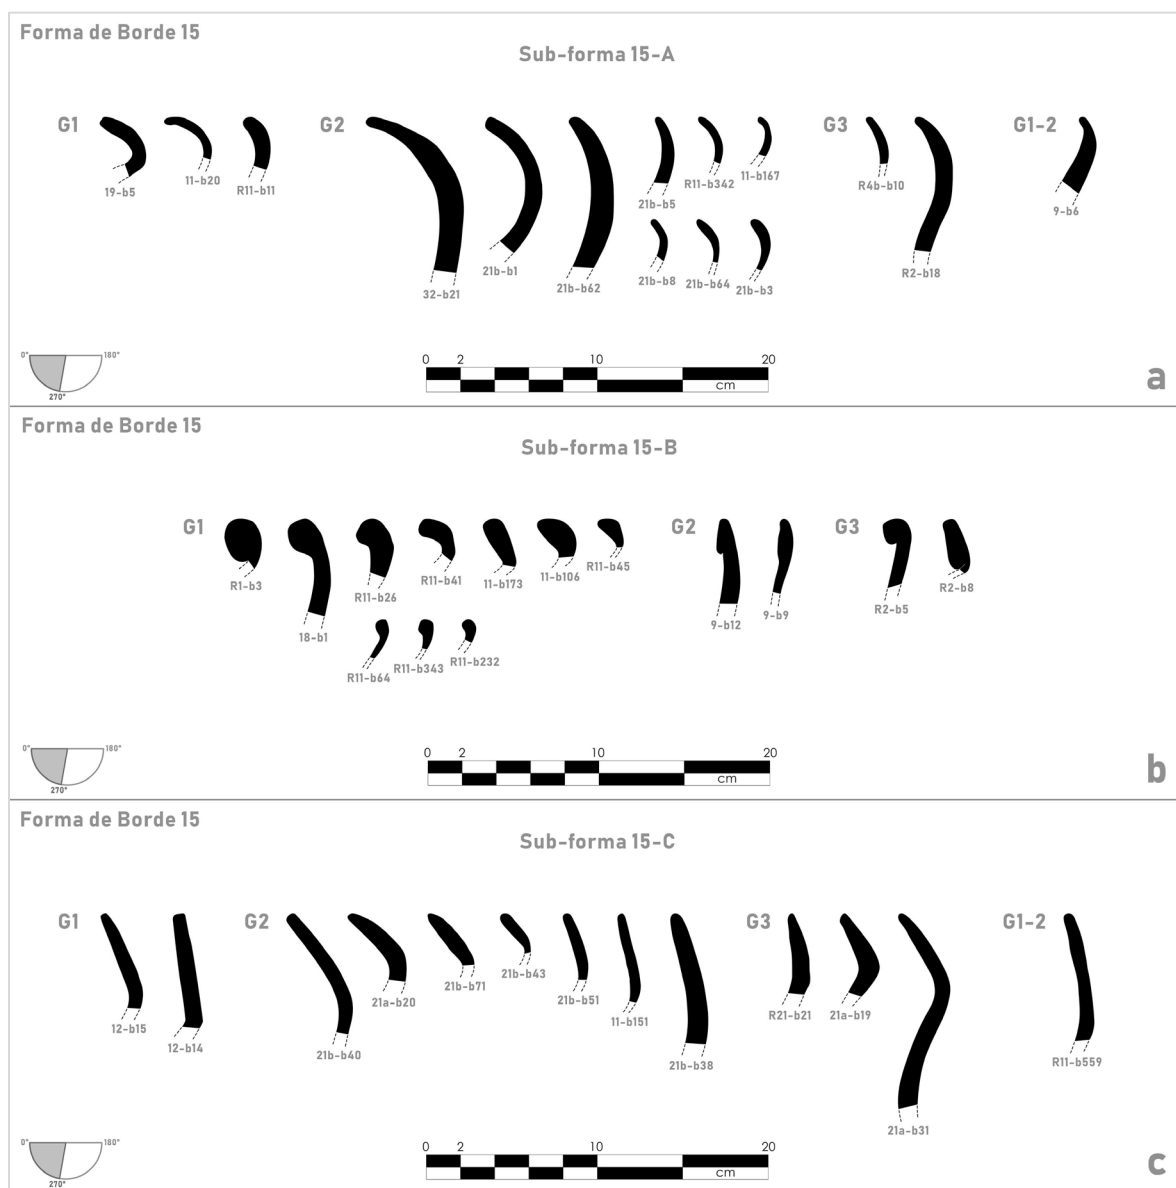 Forma de Borde 15
Sub-forma 15-A
G1
G2
G3
G1-2
19-b5
11-b20
R11-b11
32-b21
21b-b1
21b-b62
21b-b5
R11-b342
11-b167
21b-b8
21b-b64
21b-b3
R4b-b10
R2-b18
9-b6
0° 180°
270°
0 2 10 20
cm
a
Forma de Borde 15
Sub-forma 15-B
G1
G2
G3
R1-b3
18-b1
R11-b26
R11-b41
11-b173
11-b106
R11-b45
R11-b64
R11-b343
R11-b232
9-b12
9-b9
R2-b5
R2-b8
0° 180°
270°
0 2 10 20
cm
b
Forma de Borde 15
Sub-forma 15-C
G1
G2
G3
G1-2
12-b15
12-b14
21b-b40
21a-b20
21b-b71
21b-b43
21b-b51
11-b151
21b-b38
R21-b21
21a-b19
21a-b31
R11-b559
0° 180°
270°
0 2 10 20
cm
c